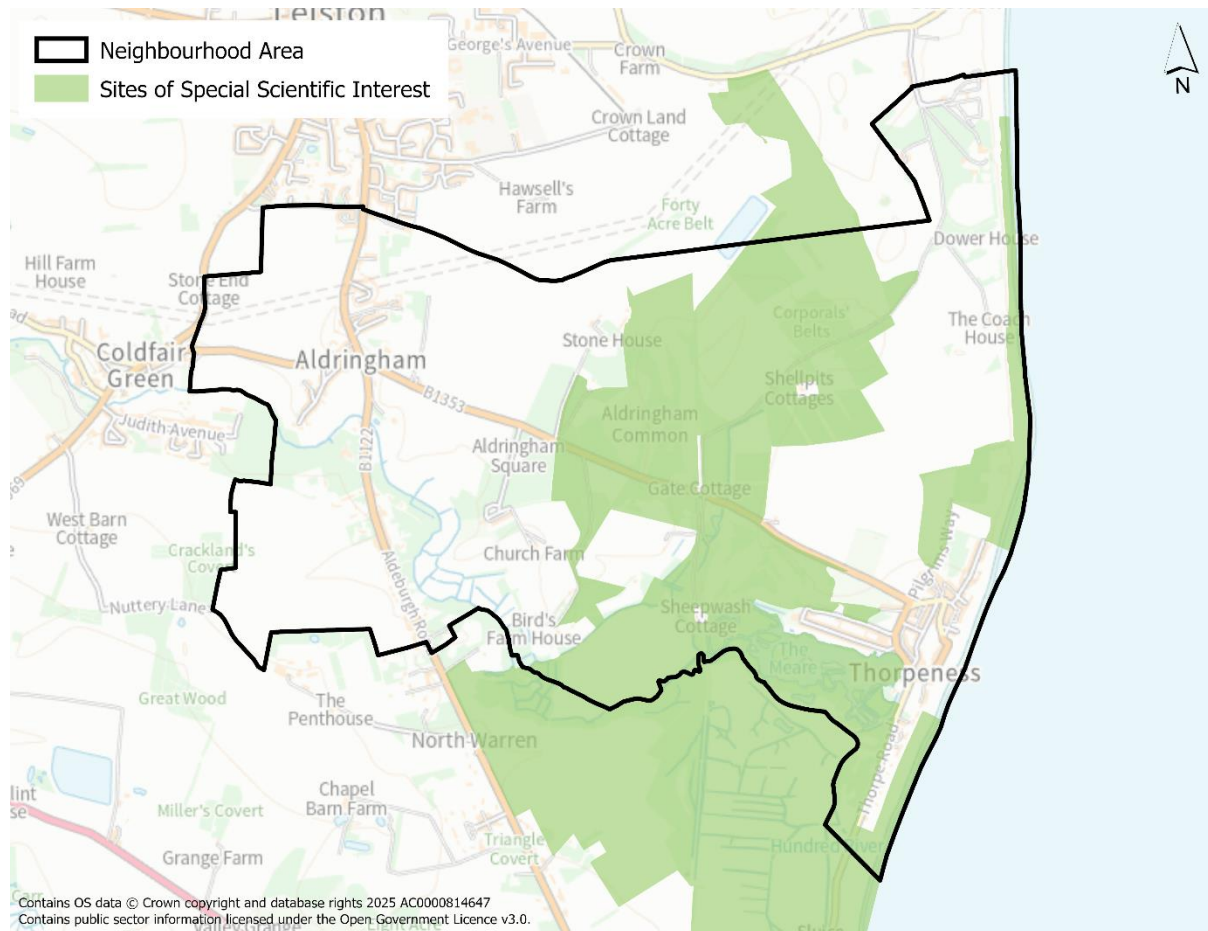 Leiston
Neighbourhood Area
Sites of Special Scientific Interest
George's Avenue
Crown
Farm
N
Crown Land
Cottage
Hawsell's
Farm
Forty
Acre Belt
Dower House
Hill Farm
House
Stone End
Cottage
Corporals'
Belts
The Coach
House
Stone House
Coldfair
Green
Aldringham
B1353
Shellpits
Cottages
Judith Avenue
B1122
Aldringham
Common
Aldringham
Square
Gate Cottage
West Barn
Cottage
Crackland's
Church Farm
Pilgrims Way
Nuttery Lane
Aldeburgh
Bird's
Farm House
Sheepwash
Cottage
The
Meare
Thorpeness
Great Wood
The
Penthouse
North Warren
Thorpe Road
Miller's Covert
Chapel
Barn Farm
Grange Farm
Triangle
Covert
Hundred River
Contains OS data © Crown copyright and database rights 2025 AC0000814647
Contains public sector information licensed under the Open Government Licence v3.0.